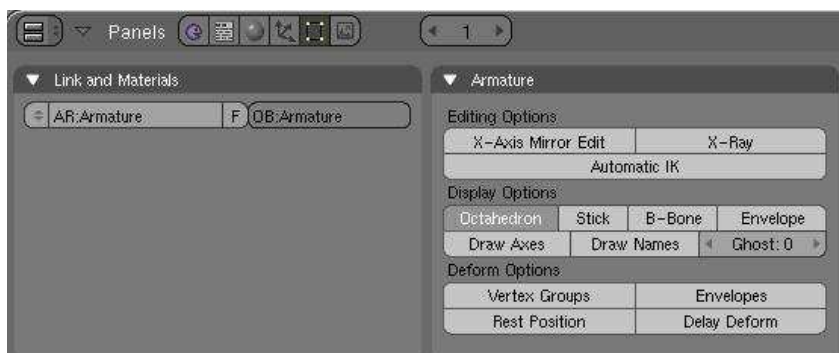 Panels 1
Link and Materials
AR:Armature F OB:Armature
Armature
Editing Options
X-Axis Mirror Edit X-Ray
Automatic IK
Display Options
Octahedron Stick B-Bone Envelope
Draw Axes Draw Names Ghost: 0
Deform Options
Vertex Groups Envelopes
Rest Position Delay Deform